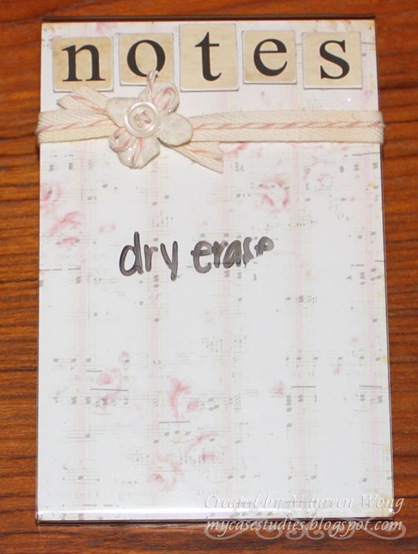 notes
dry erase
Created by Maureen Wong
mycasestudies.blogspot.com